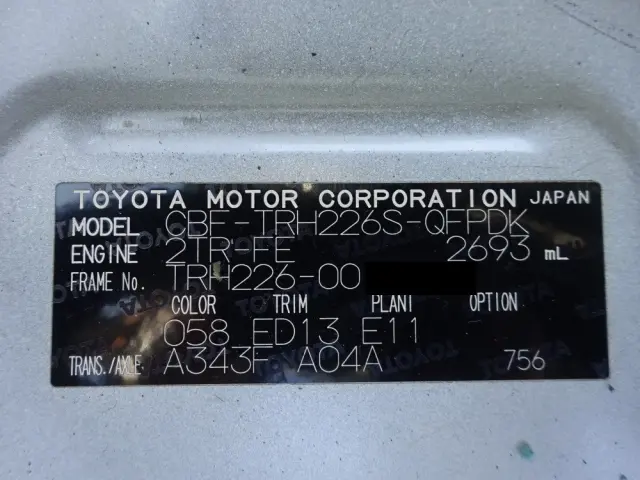 TOYOTA MOTOR CORPORATION JAPAN
MODEL CBF-TRH226S-QFPDK
ENGINE 2TR-FE 2693 mL
FRAME No. TRH226-00
COLOR TRIM PLANT OPTION
058 ED13 E11
TRANS./AXLE A343F A04A 756